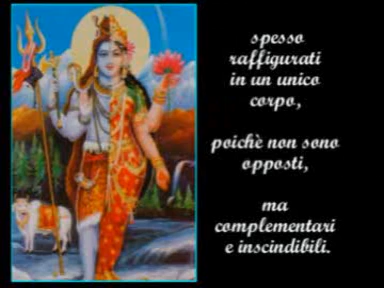 spesso
raffigurati
in un unico
corpo,
poichè non sono
opposti,
ma
complementari
e inscindibili.